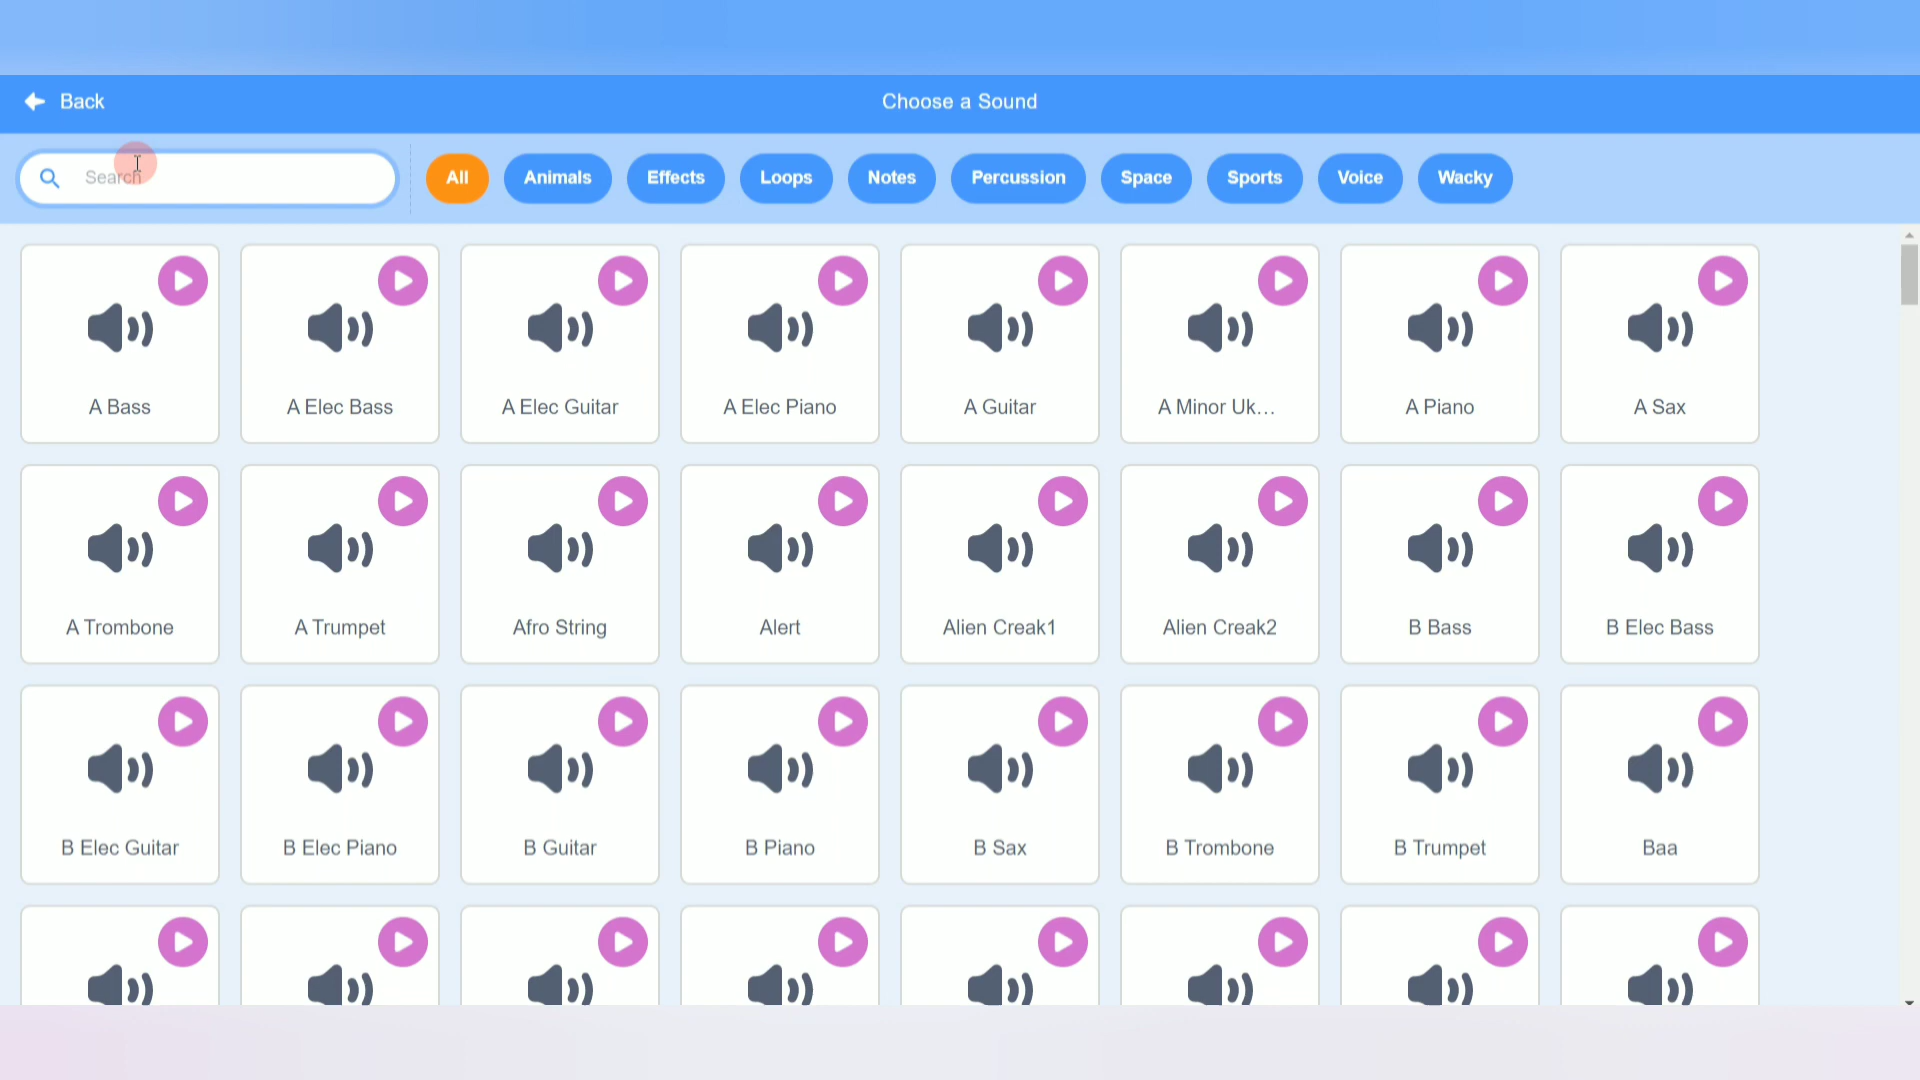 Back
Choose a Sound
Search
All
Animals
Effects
Loops
Notes
Percussion
Space
Sports
Voice
Wacky
A Bass
A Elec Bass
A Elec Guitar
A Elec Piano
A Guitar
A Minor Uk...
A Piano
A Sax
A Trombone
A Trumpet
Afro String
Alert
Alien Creak1
Alien Creak2
B Bass
B Elec Bass
B Elec Guitar
B Elec Piano
B Guitar
B Piano
B Sax
B Trombone
B Trumpet
Baa